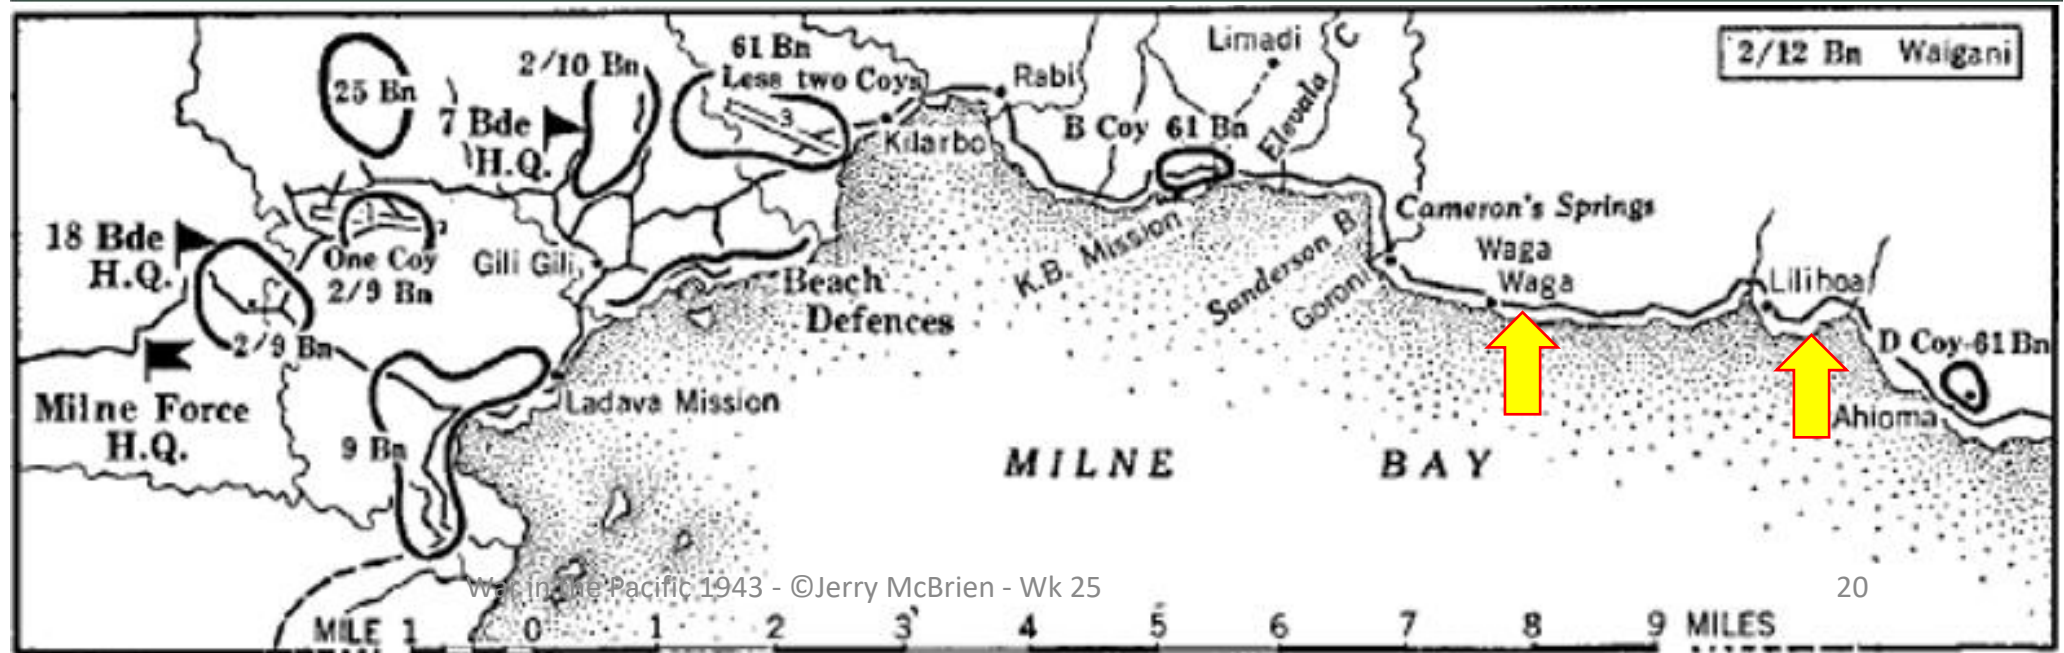 61 Bn
Less two Coys
2/10 Bn
25 Bn
7 Bde
H.Q.
3
Kilarbo
Rabi
Limadi
Elevala C
B Coy 61 Bn
2/12 Bn Waigani
18 Bde
H.Q.
1
2
One Coy
2/9 Bn
Gili Gili
2/9 Bn
Milne Force
H.Q.
9 Bn
Ladava Mission
Beach
Defences
K.B. Mission
Sanderson B.
Goroni
Cameron's Springs
Waga
Waga
Lilihoa
D Coy-61 Bn
Ahioma
MILNE BAY
War in the Pacific 1943 - ©Jerry McBrien - Wk 25
20
MILE 1 0 1 2 3 4 5 6 7 8 9 MILES